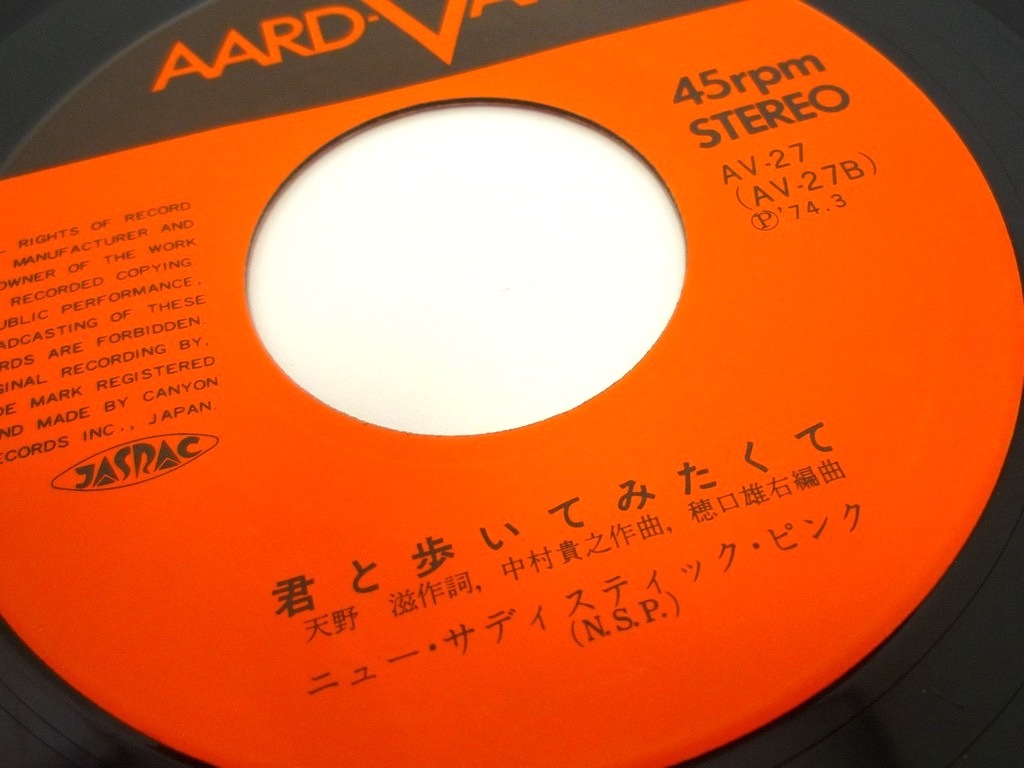 AARD-VA
45rpm
STEREO
AV-27
(AV-27B)
Ⓟ'74.3
RIGHTS OF RECORD
MANUFACTURER AND
OWNER OF THE WORK
RECORDED COPYING
PUBLIC PERFORMANCE,
ADCASTING OF THESE
RDS ARE FORBIDDEN.
GINAL RECORDING BY,
DE MARK REGISTERED
ND MADE BY CANYON
ECORDS INC., JAPAN.
JASRAC
君と歩いてみたくて
天野 滋作詞, 中村貴之作曲, 穂口雄右編曲
ニュー・サディスティック・ピンク
(N.S.P.)